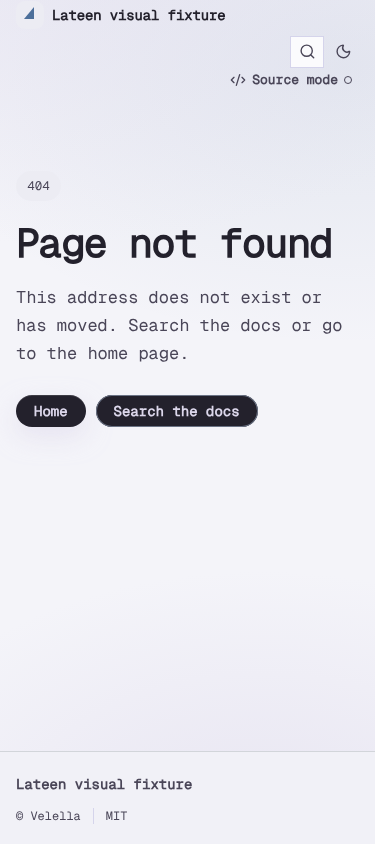 Lateen visual fixture
Source mode
404
Page not found
This address does not exist or
has moved. Search the docs or go
to the home page.
Home
Search the docs
Lateen visual fixture
© Velella
MIT